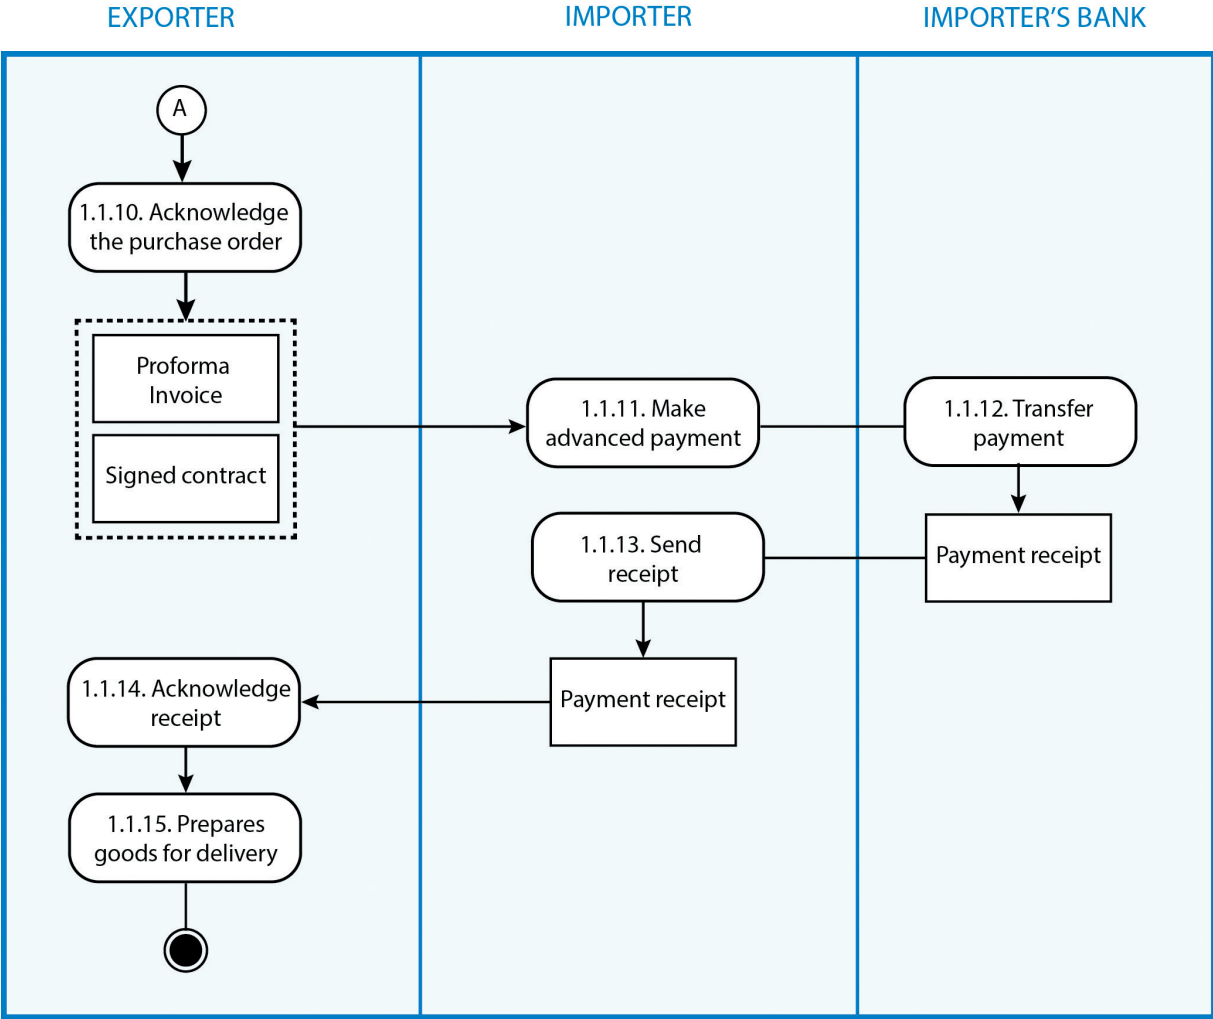 EXPORTER
IMPORTER
IMPORTER'S BANK
A
1.1.10. Acknowledge
the purchase order
Proforma
Invoice
Signed contract
1.1.11. Make
advanced payment
1.1.12. Transfer
payment
1.1.13. Send
receipt
Payment receipt
1.1.14. Acknowledge
receipt
Payment receipt
1.1.15. Prepares
goods for delivery